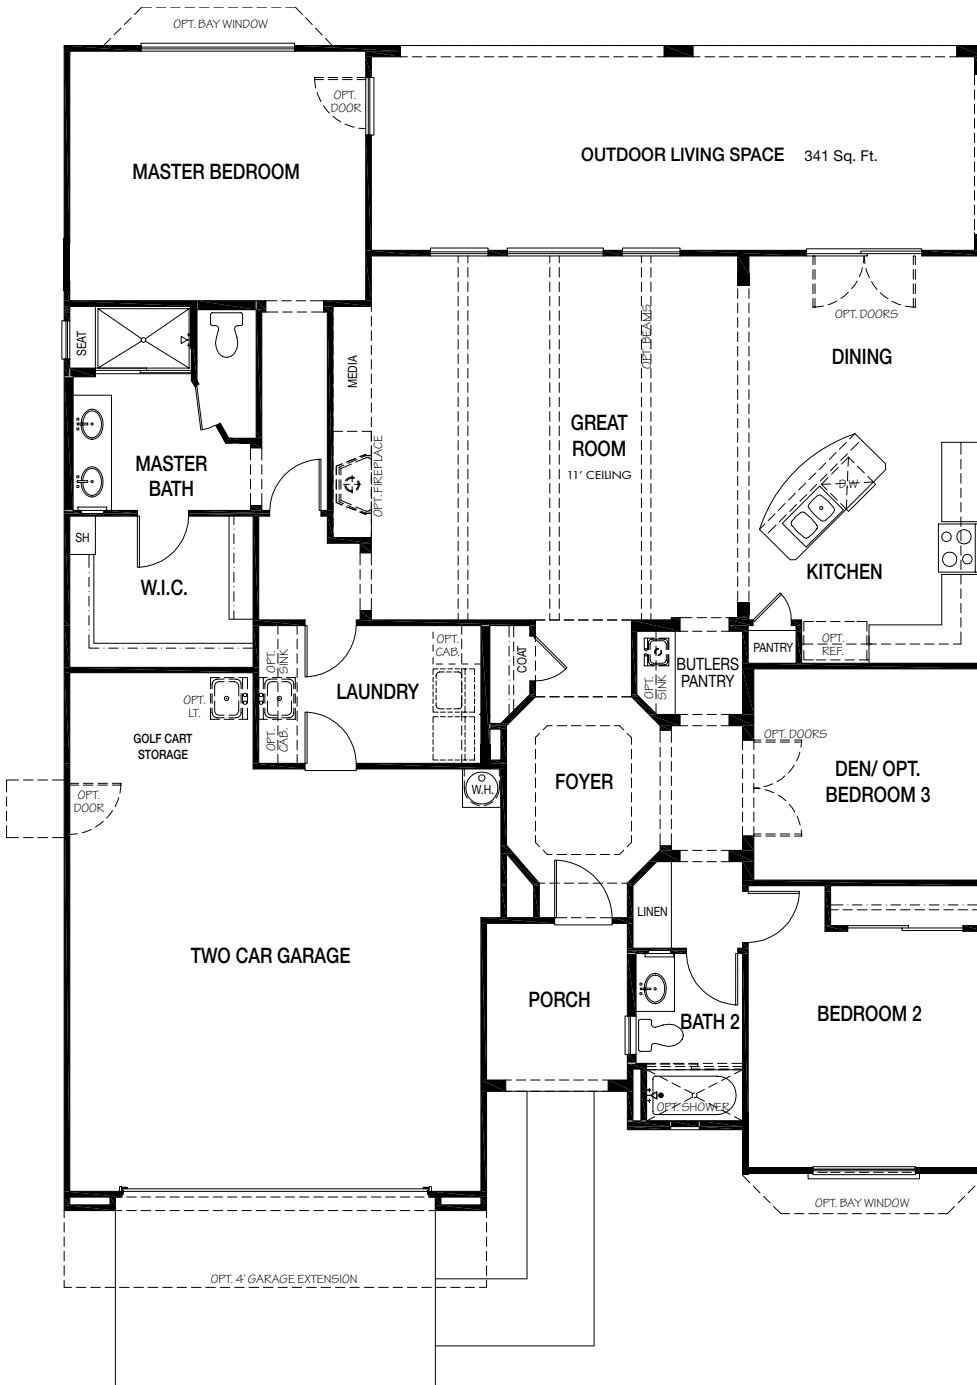 OPT. BAY WINDOW
OPT.
DOOR
MASTER BEDROOM
OUTDOOR LIVING SPACE 341 Sq. Ft.
OPT. DOORS
SEAT
MEDIA
OPT. BEAMS
DINING
GREAT
ROOM
11' CEILING
MASTER
BATH
OPT. FIREPLACE
D.W
SH
W.I.C.
KITCHEN
OPT.
SINK
OPT.
CAB.
COAT
OPT.
SINK
BUTLERS
PANTRY
PANTRY
OPT.
REF.
LAUNDRY
OPT.
LT.
OPT.
CAB.
GOLF CART
STORAGE
OPT. DOORS
OPT.
DOOR
W.H.
FOYER
DEN/ OPT.
BEDROOM 3
LINEN
TWO CAR GARAGE
PORCH
BATH 2
BEDROOM 2
OPT. SHOWER
OPT. BAY WINDOW
OPT. 4' GARAGE EXTENSION